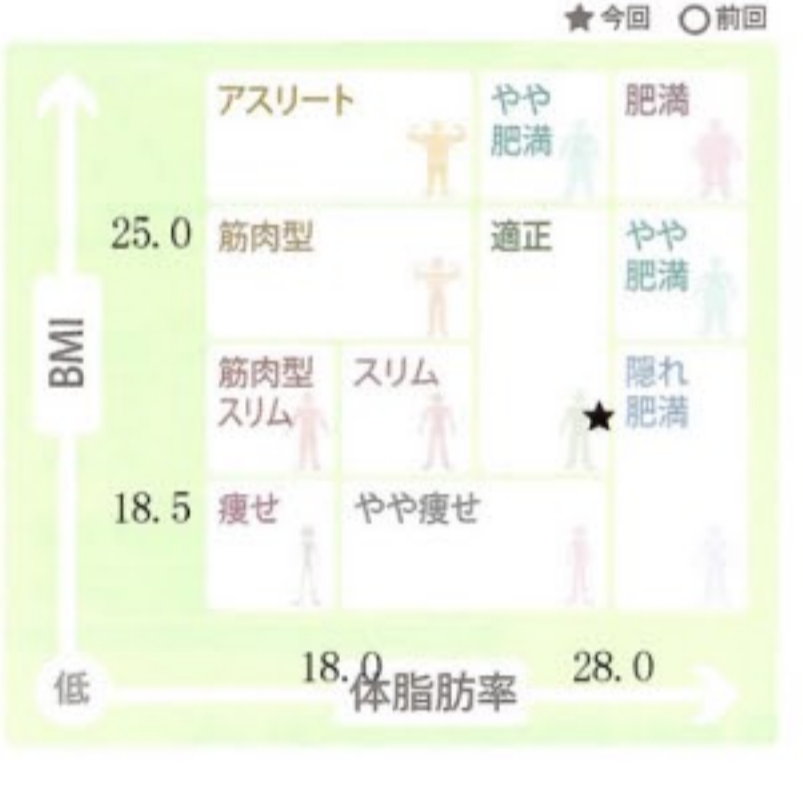 ★今回 ○前回
アスリート
やや
肥満
肥満
25.0
筋肉型
適正
やや
肥満
BMI
筋肉型
スリム
スリム
隠れ
肥満
18.5
痩せ
やや痩せ
18.0
28.0
低
体脂肪率